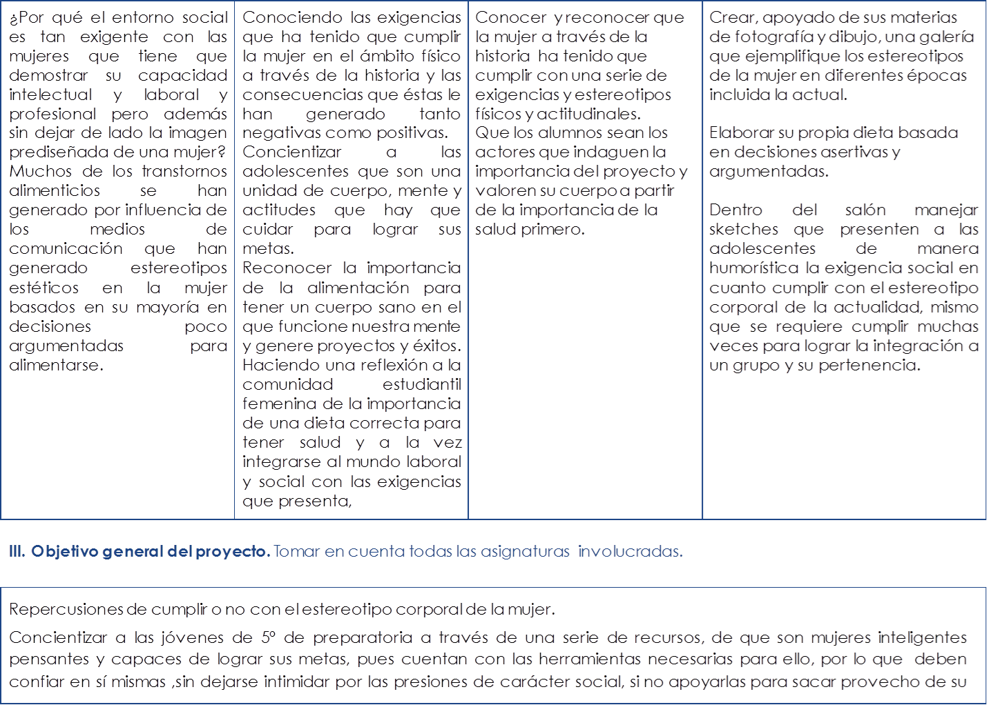 ¿Por qué el entorno social
es tan exigente con las
mujeres que tiene que
demostrar su capacidad
intelectual y laboral y
profesional pero además
sin dejar de lado la imagen
prediseñada de una mujer?
Muchos de los transtornos
alimenticios se han
generado por influencia de
los medios de
comunicación que han
generado estereotipos
estéticos en la mujer
basados en su mayoría en
decisiones poco
argumentadas para
alimentarse.
Conociendo las exigencias
que ha tenido que cumplir
la mujer en el ámbito físico
a través de la historia y las
consecuencias que éstas le
han generado tanto
negativas como positivas.
Concientizar a las
adolescentes que son una
unidad de cuerpo, mente y
actitudes que hay que
cuidar para lograr sus
metas.
Reconocer la importancia
de la alimentación para
tener un cuerpo sano en el
que funcione nuestra mente
y genere proyectos y éxitos.
Haciendo una reflexión a la
comunidad estudiantil
femenina de la importancia
de una dieta correcta para
tener salud y a la vez
integrarse al mundo laboral
y social con las exigencias
que presenta,
Conocer y reconocer que
la mujer a través de la
historia ha tenido que
cumplir con una serie de
exigencias y estereotipos
físicos y actitudinales.
Que los alumnos sean los
actores que indaguen la
importancia del proyecto y
valoren su cuerpo a partir
de la importancia de la
salud primero.
Crear, apoyado de sus materias
de fotografía y dibujo, una galería
que ejemplifique los estereotipos
de la mujer en diferentes épocas
incluida la actual.
Elaborar su propia dieta basada
en decisiones asertivas y
argumentadas.
Dentro del salón manejar
sketches que presenten a las
adolescentes de manera
humorística la exigencia social en
cuanto cumplir con el estereotipo
corporal de la actualidad, mismo
que se requiere cumplir muchas
veces para lograr la integración a
un grupo y su pertenencia.
III. Objetivo general del proyecto. Tomar en cuenta todas las asignaturas involucradas.
Repercusiones de cumplir o no con el estereotipo corporal de la mujer.
Concientizar a las jóvenes de 5º de preparatoria a través de una serie de recursos, de que son mujeres inteligentes
pensantes y capaces de lograr sus metas, pues cuentan con las herramientas necesarias para ello, por lo que deben
confiar en sí mismas ,sin dejarse intimidar por las presiones de carácter social, si no apoyarlas para sacar provecho de su